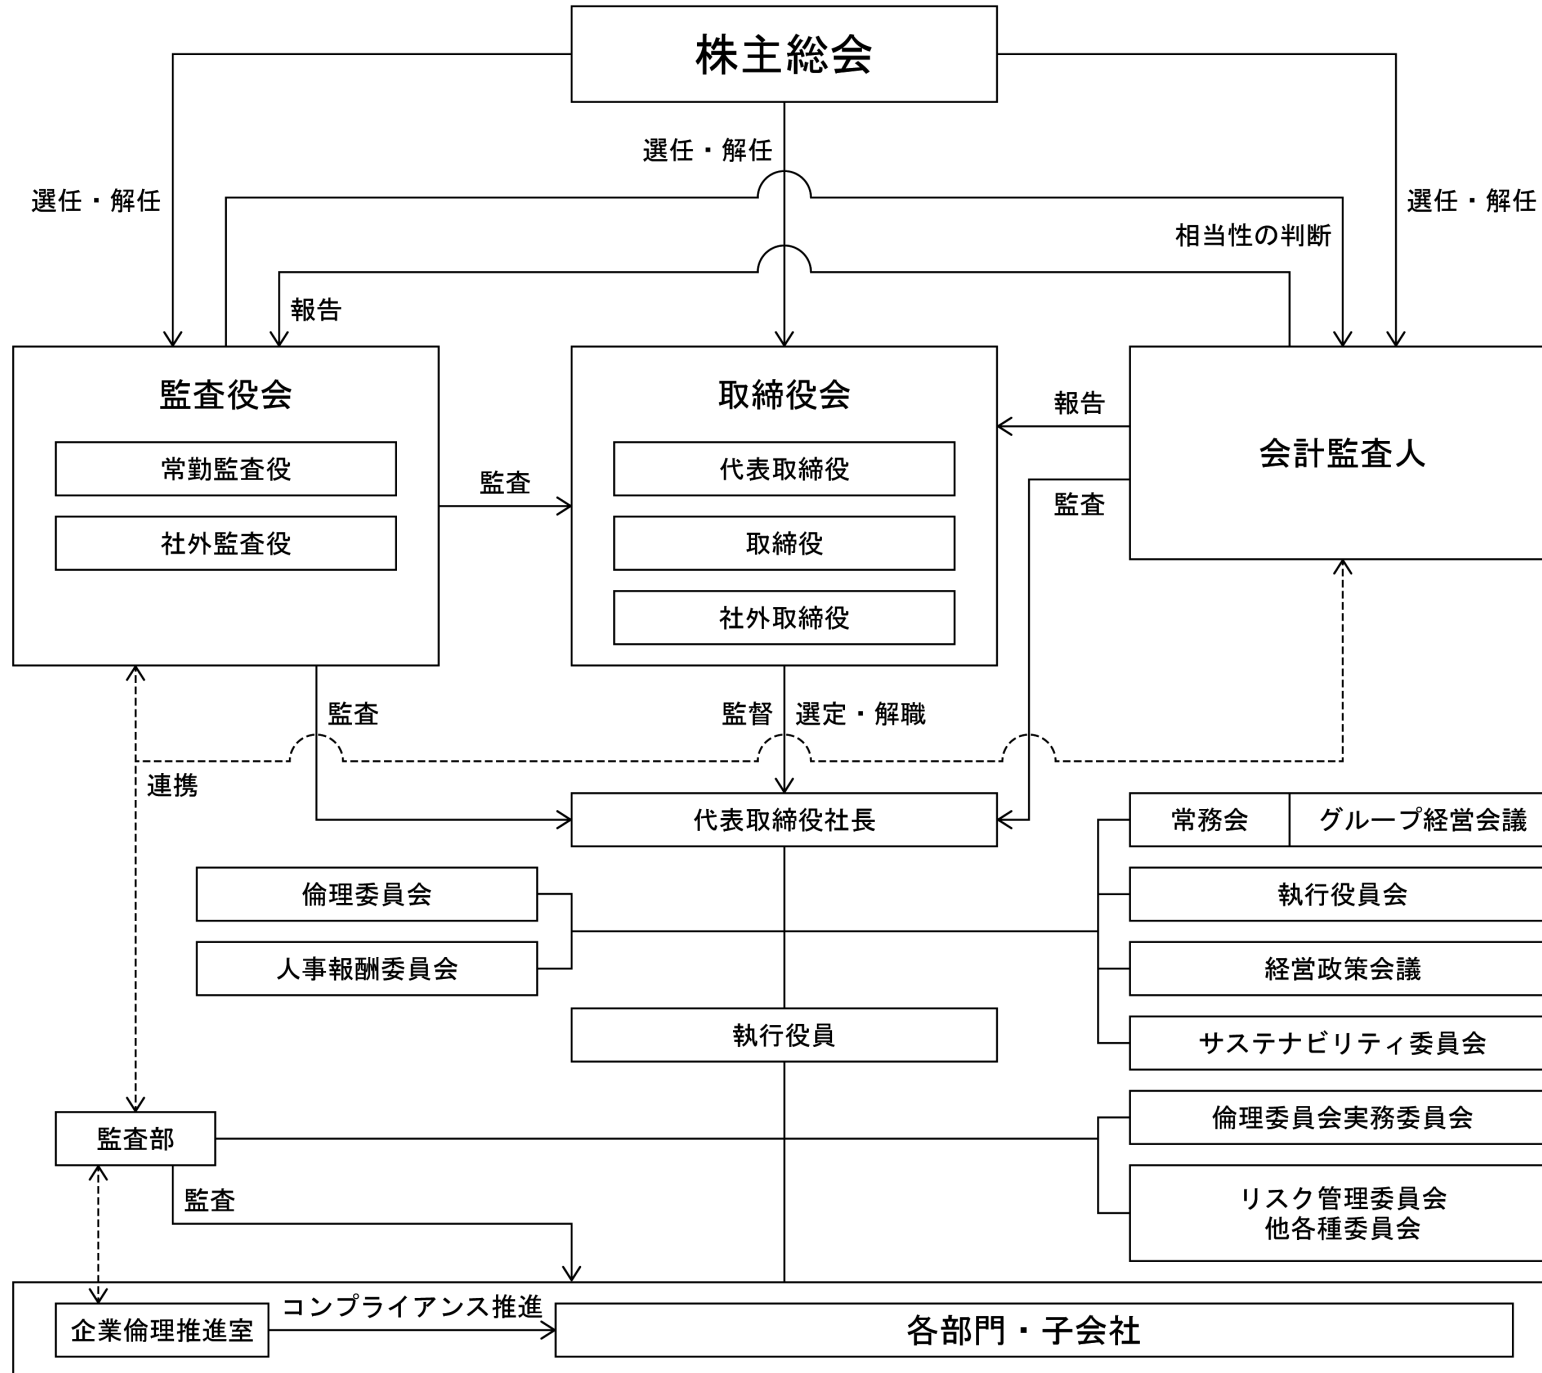 株主総会
選任・解任
選任・解任
選任・解任
相当性の判断
報告
監査役会
常勤監査役
社外監査役
監査
取締役会
代表取締役
取締役
社外取締役
報告
監査
会計監査人
監査
監督
選定・解職
連携
代表取締役社長
常務会
グループ経営会議
倫理委員会
執行役員会
人事報酬委員会
経営政策会議
執行役員
サステナビリティ委員会
監査部
倫理委員会実務委員会
監査
リスク管理委員会
他各種委員会
企業倫理推進室
コンプライアンス推進
各部門・子会社